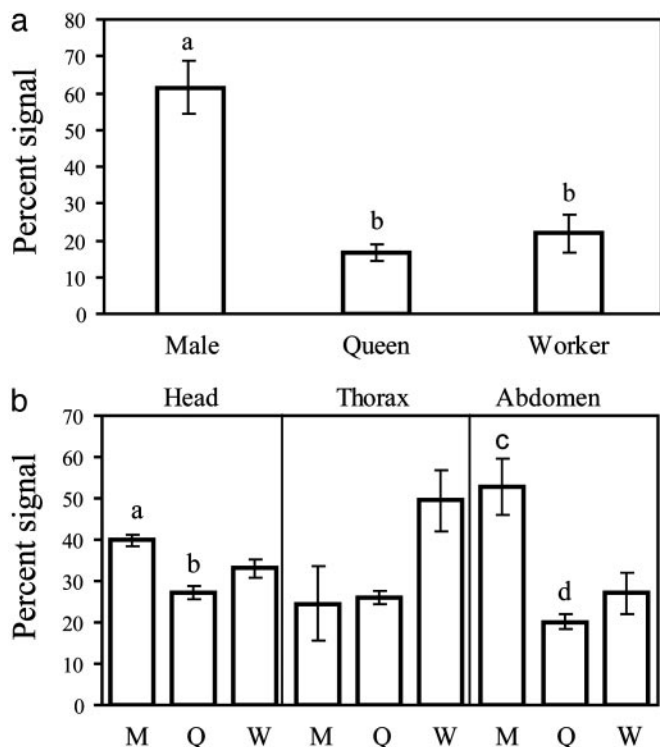 a
Percent signal
80
70
60
50
40
30
20
10
0
a
b
b
Male Queen Worker
b
Head Thorax Abdomen
Percent signal
70
60
50
40
30
20
10
0
a
b
c
d
M Q W M Q W M Q W